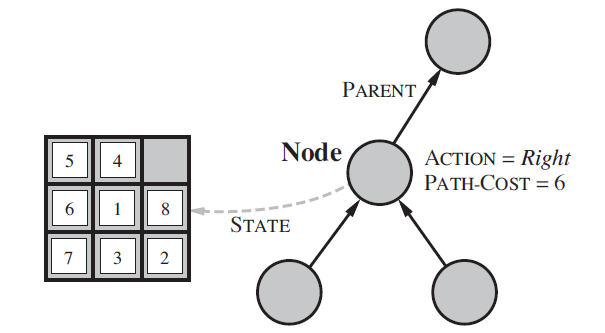 PARENT
Node
ACTION = Right
PATH-COST = 6
STATE
5 4
6 1 8
7 3 2